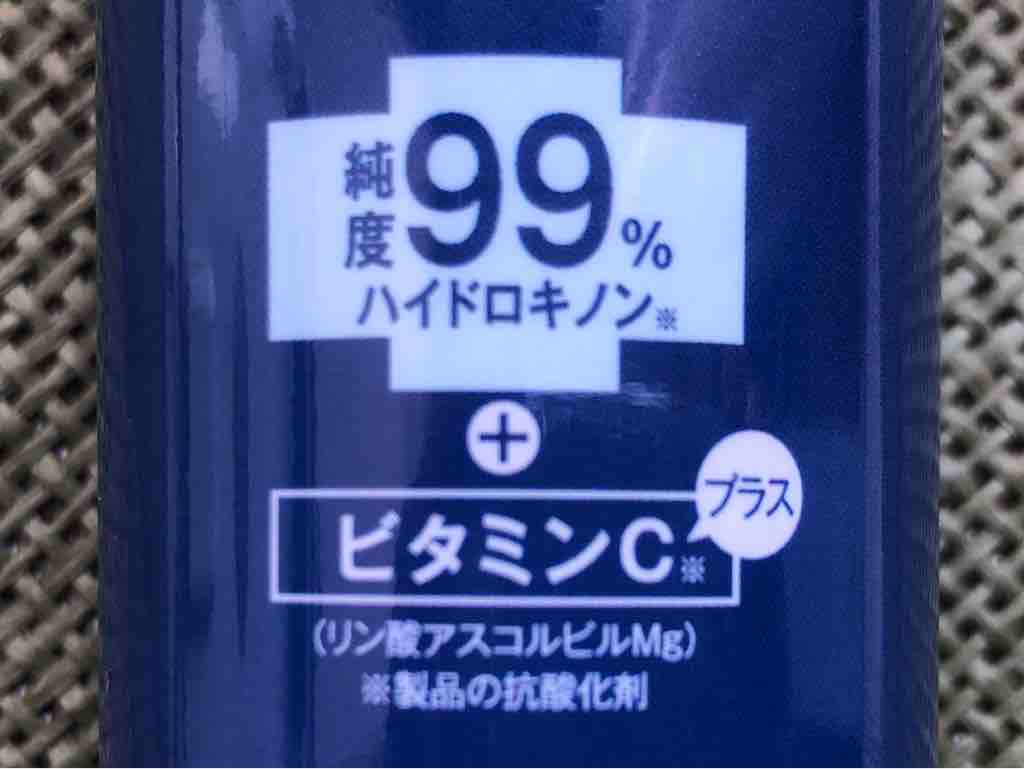 純度99%
ハイドロキノン※
+
プラス
ビタミンC※
(リン酸アスコルビルMg)
※製品の抗酸化剤